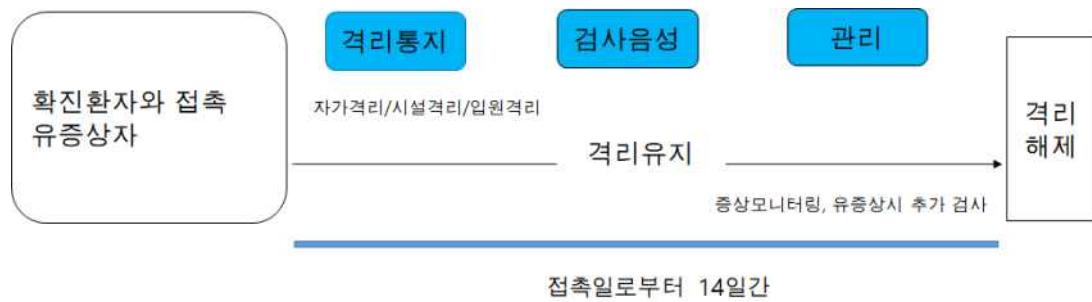 격리통지
검사음성
관리
확진환자와 접촉
유증상자
자가격리/시설격리/입원격리
격리유지
증상모니터링, 유증상시 추가 검사
격리
해제
접촉일로부터 14일간